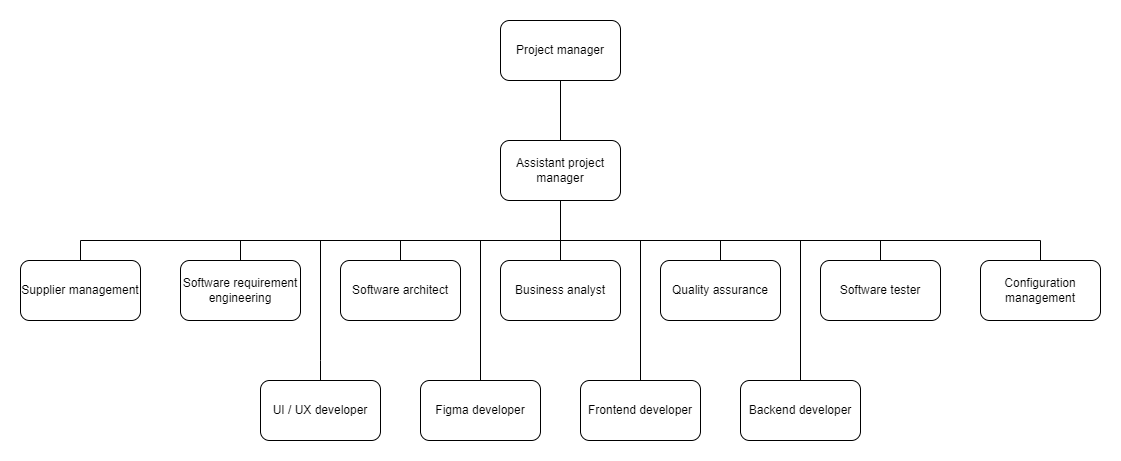 Project manager
Assistant project
manager
Supplier management
Software requirement
engineering
Software architect
Business analyst
Quality assurance
Software tester
Configuration
management
UI / UX developer
Figma developer
Frontend developer
Backend developer